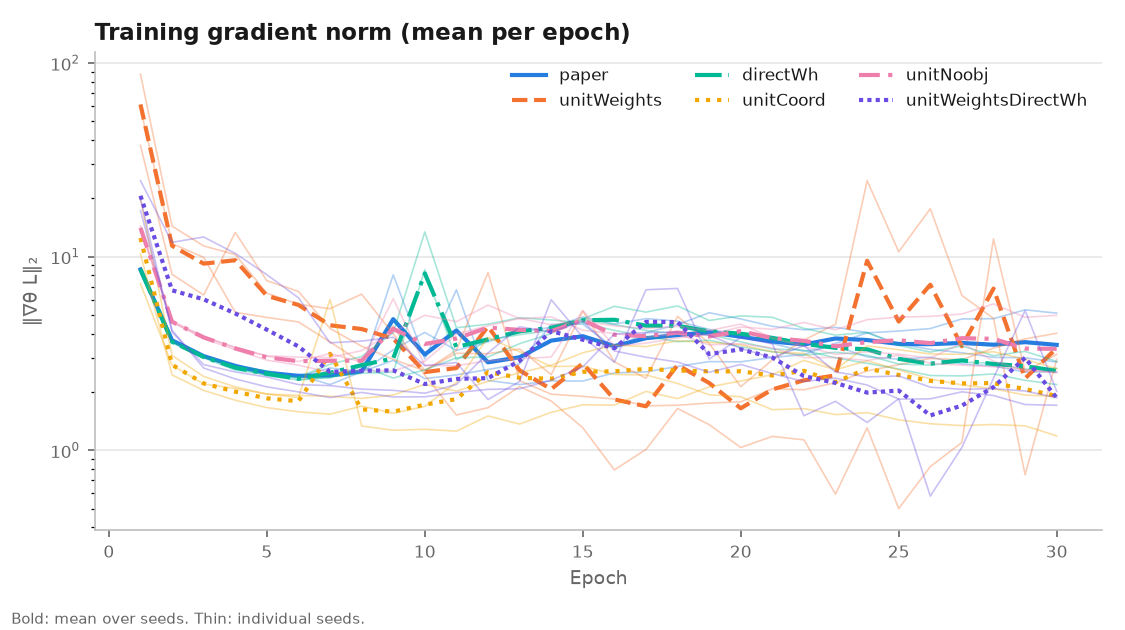 Training gradient norm (mean per epoch)
paper
directWh
unitNoobj
unitWeights
unitCoord
unitWeightsDirectWh
10²
10¹
10⁰
‖∇θ L‖₂
0 5 10 15 20 25 30
Epoch
Bold: mean over seeds. Thin: individual seeds.